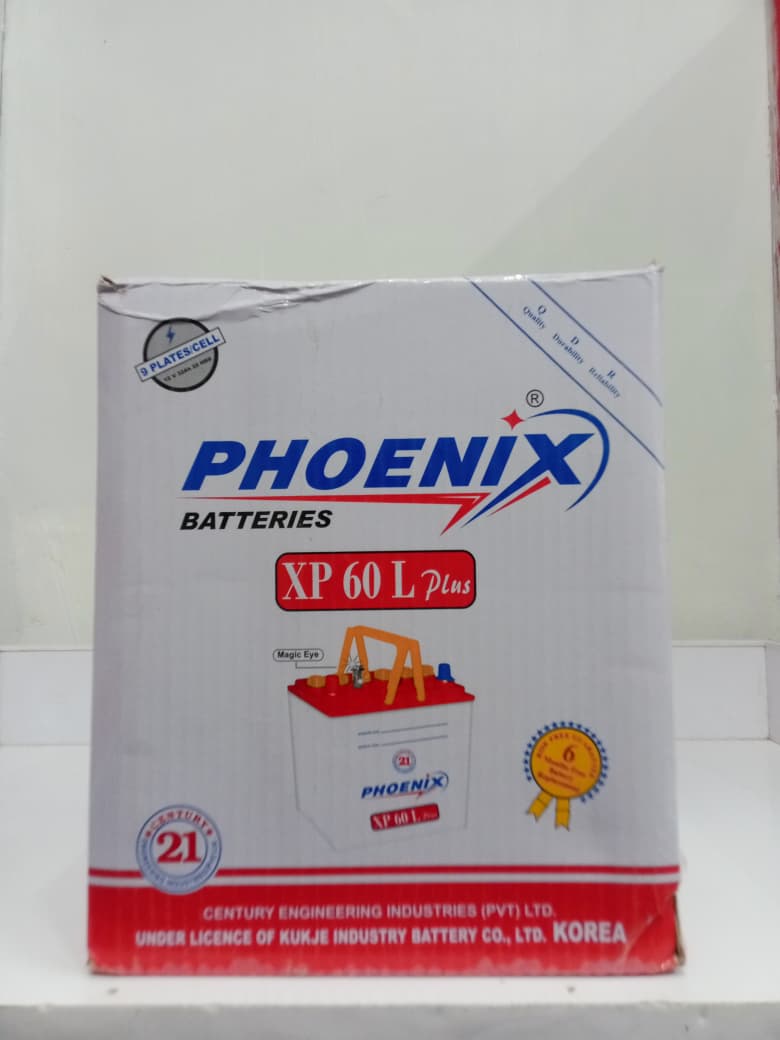 Q D R
Quality Durability Reliability
9 PLATES/CELL
PHOENIX®
BATTERIES
XP 60 L Plus
Magic Eye
21
PHOENIX
XP 60 L Plus
6
CENTURY
21
CENTURY ENGINEERING INDUSTRIES (PVT) LTD.
UNDER LICENCE OF KUKJE INDUSTRY BATTERY CO., LTD. KOREA